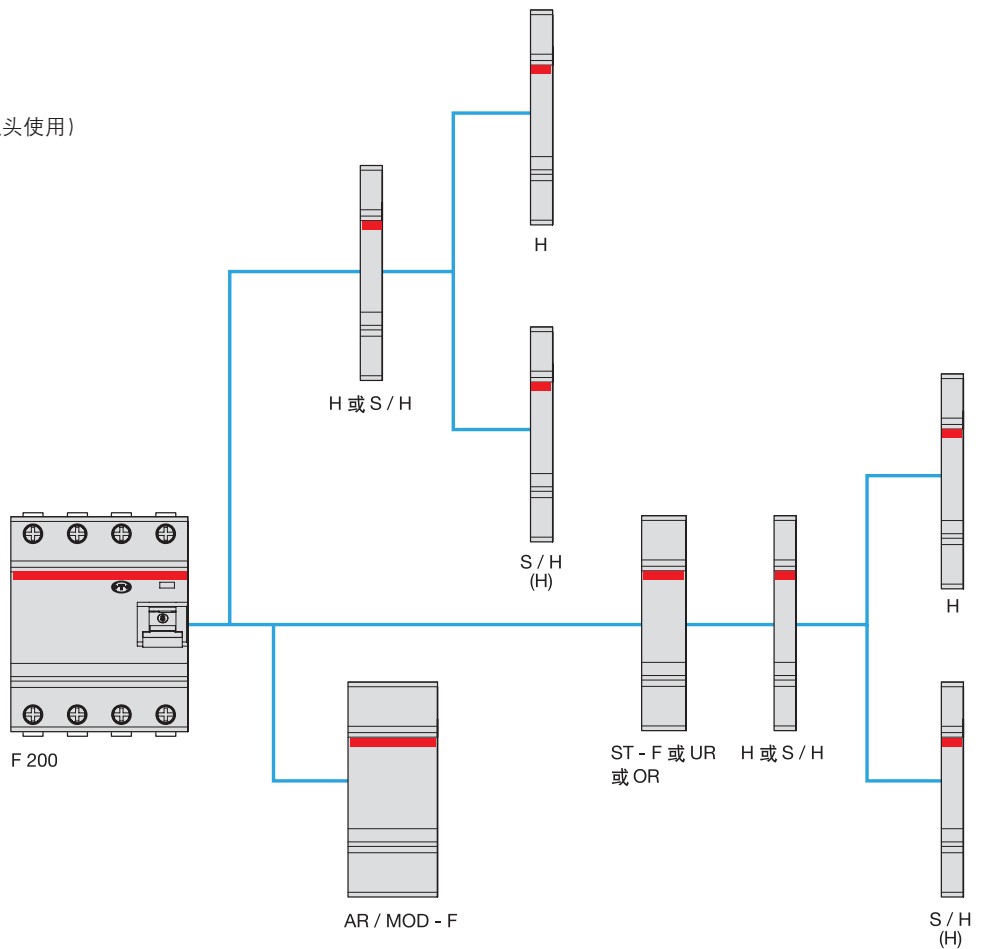 头使用）
H
H 或 S / H
S / H
(H)
H
F 200
ST - F 或 UR
或 OR
H 或 S / H
AR / MOD - F
S / H
(H)